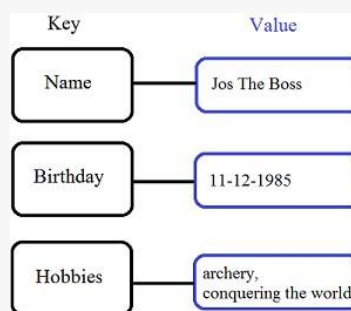 Key Value
Name Jos The Boss
Birthday 11-12-1985
Hobbies archery,
conquering the world